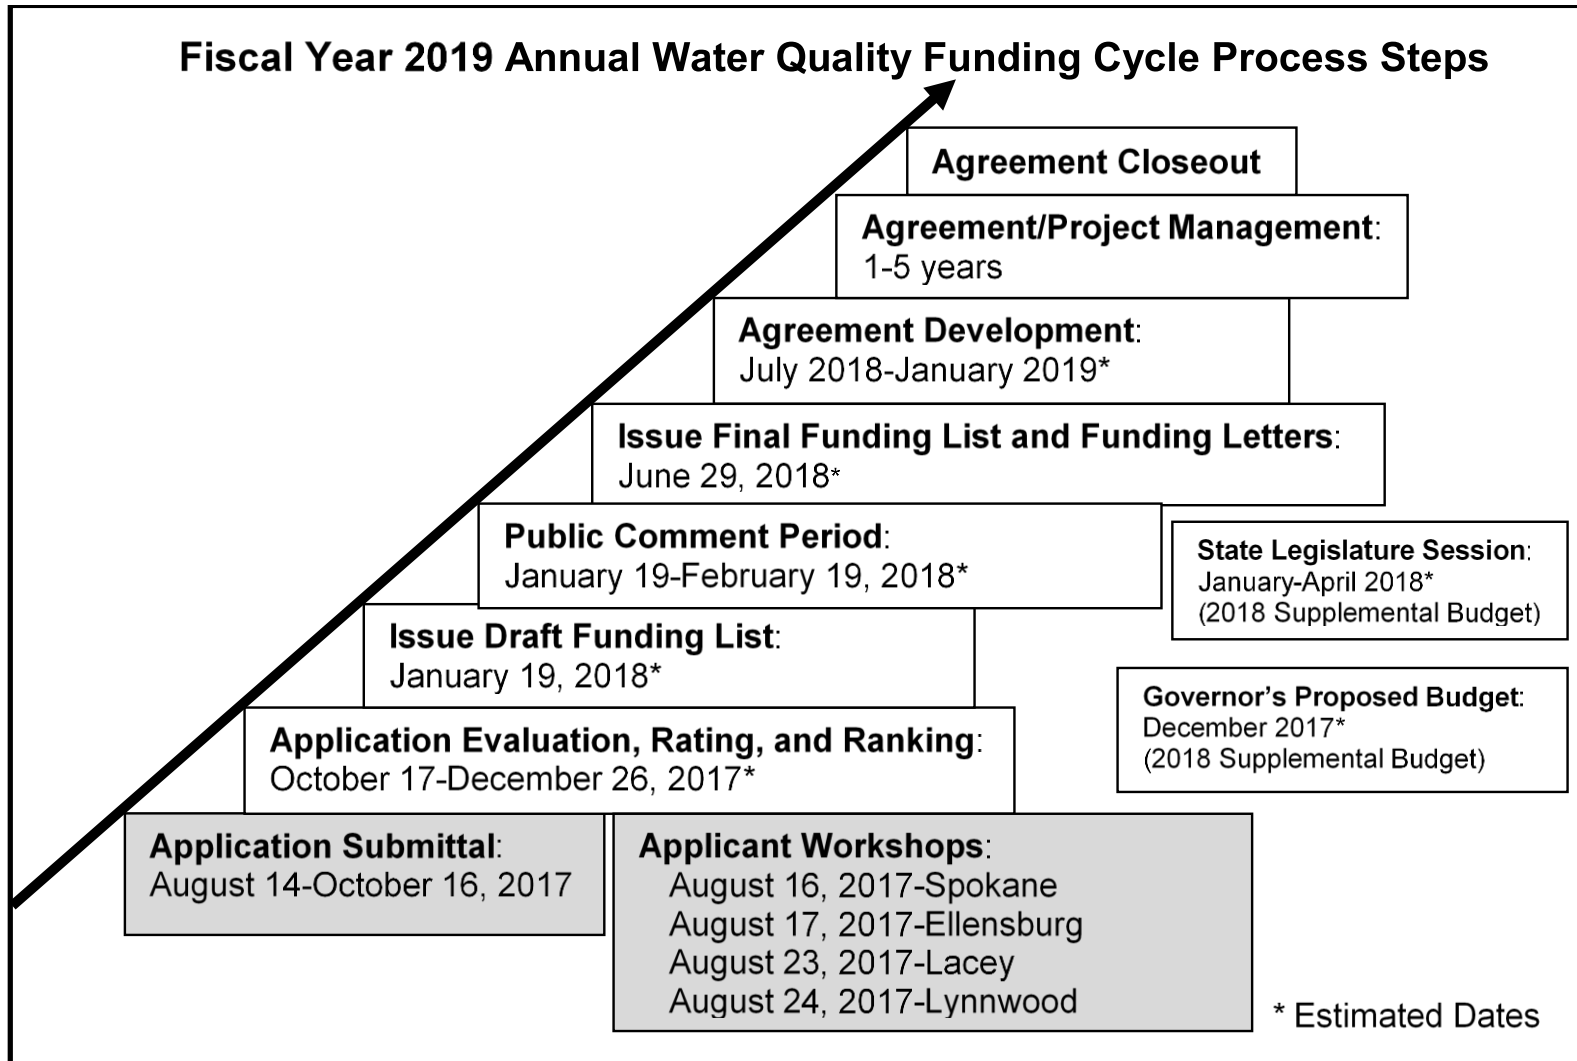 Fiscal Year 2019 Annual Water Quality Funding Cycle Process Steps
Agreement Closeout
Agreement/Project Management:
1-5 years
Agreement Development:
July 2018-January 2019*
Issue Final Funding List and Funding Letters:
June 29, 2018*
Public Comment Period:
January 19-February 19, 2018*
State Legislature Session:
January-April 2018*
(2018 Supplemental Budget)
Issue Draft Funding List:
January 19, 2018*
Governor’s Proposed Budget:
December 2017*
(2018 Supplemental Budget)
Application Evaluation, Rating, and Ranking:
October 17-December 26, 2017*
Application Submittal:
August 14-October 16, 2017
Applicant Workshops:
August 16, 2017-Spokane
August 17, 2017-Ellensburg
August 23, 2017-Lacey
August 24, 2017-Lynnwood
* Estimated Dates